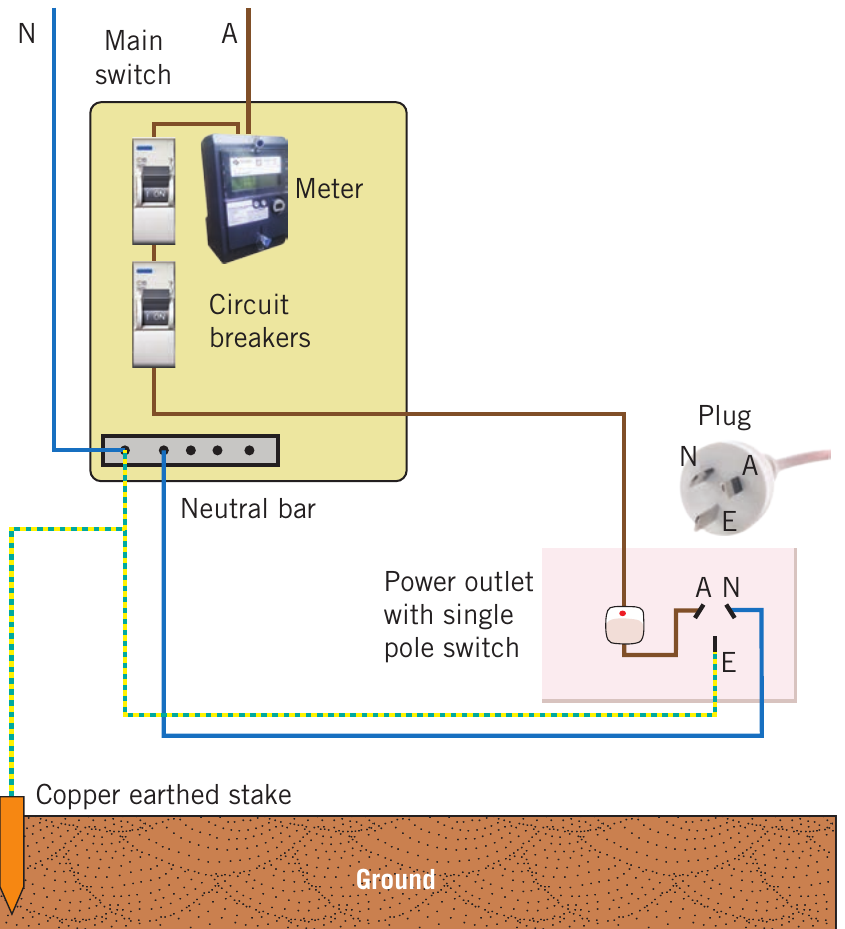 N
Main
switch
A
Meter
Circuit
breakers
Neutral bar
Plug
N
A
E
Power outlet
with single
pole switch
A N
E
Copper earthed stake
Ground